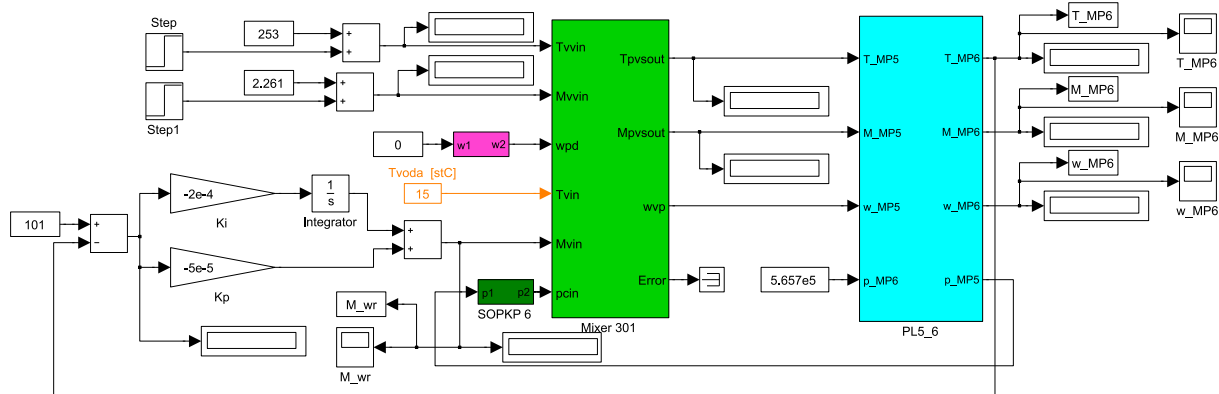 Step
253
+
+
2.261
+
+
Step1
0
w1
w2
Tvoda [stC]
15
101
+
−
-2e-4
Ki
1
s
Integrator
-5e-5
Kp
+
+
M_wr
M_wr
p1
p2
SOPKP 6
Tvvin
Mvvin
wpd
Tvin
Mvin
pcin
Tpvsout
Mpvsout
wvp
Error
Mixer 301
5.657e5
T_MP5
M_MP5
w_MP5
p_MP6
T_MP6
M_MP6
w_MP6
p_MP5
PL5_6
T_MP6
T_MP6
M_MP6
M_MP6
w_MP6
w_MP6